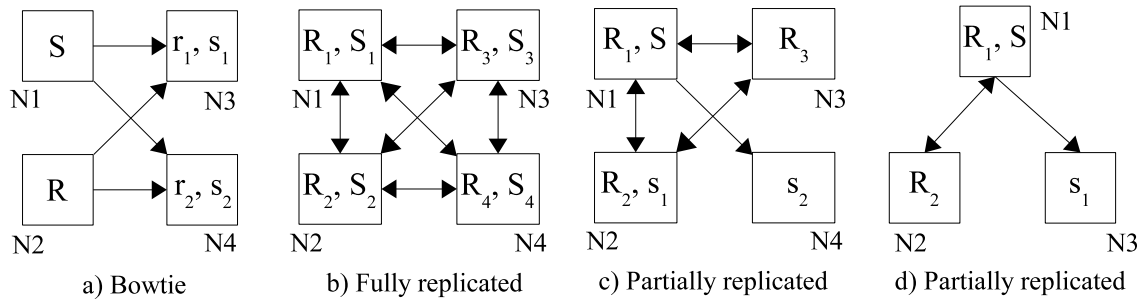 S
r1, s1
N1
N3
R
r2, s2
N2
N4
a) Bowtie
R1, S1
R3, S3
N1
N3
R2, S2
R4, S4
N2
N4
b) Fully replicated
R1, S
R3
N1
N3
R2, s1
s2
N2
N4
c) Partially replicated
R1, S
N1
R2
s1
N2
N3
d) Partially replicated